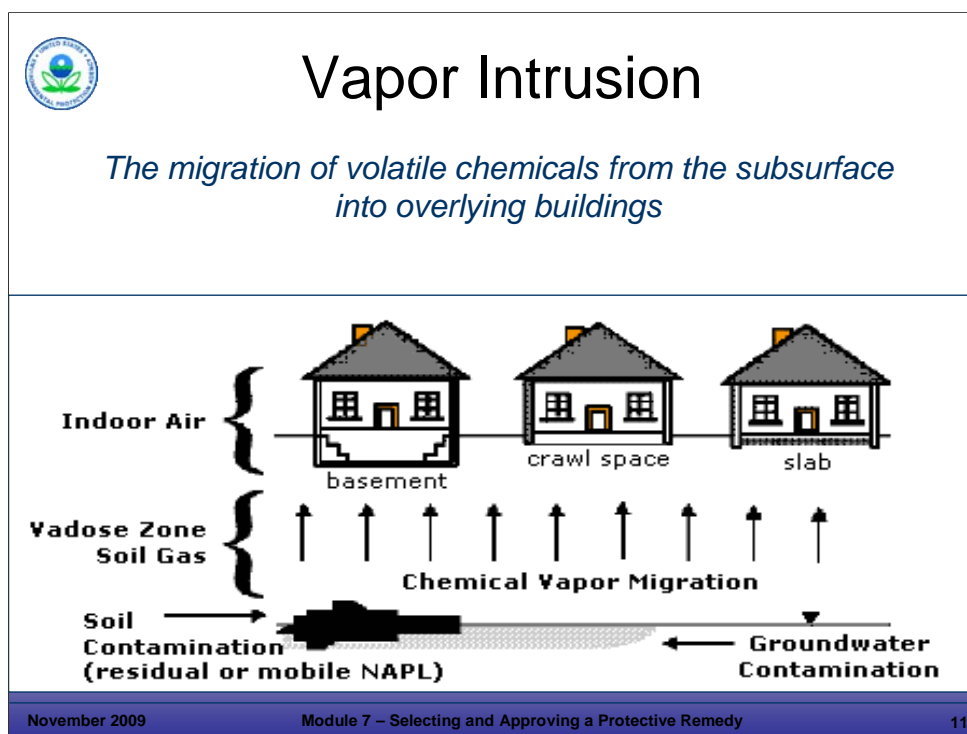 Vapor Intrusion
The migration of volatile chemicals from the subsurface
into overlying buildings
Indoor Air
basement
crawl space
slab
Vadose Zone
Soil Gas
Chemical Vapor Migration
Soil
Contamination
(residual or mobile NAPL)
Groundwater
Contamination
November 2009
Module 7 – Selecting and Approving a Protective Remedy
11